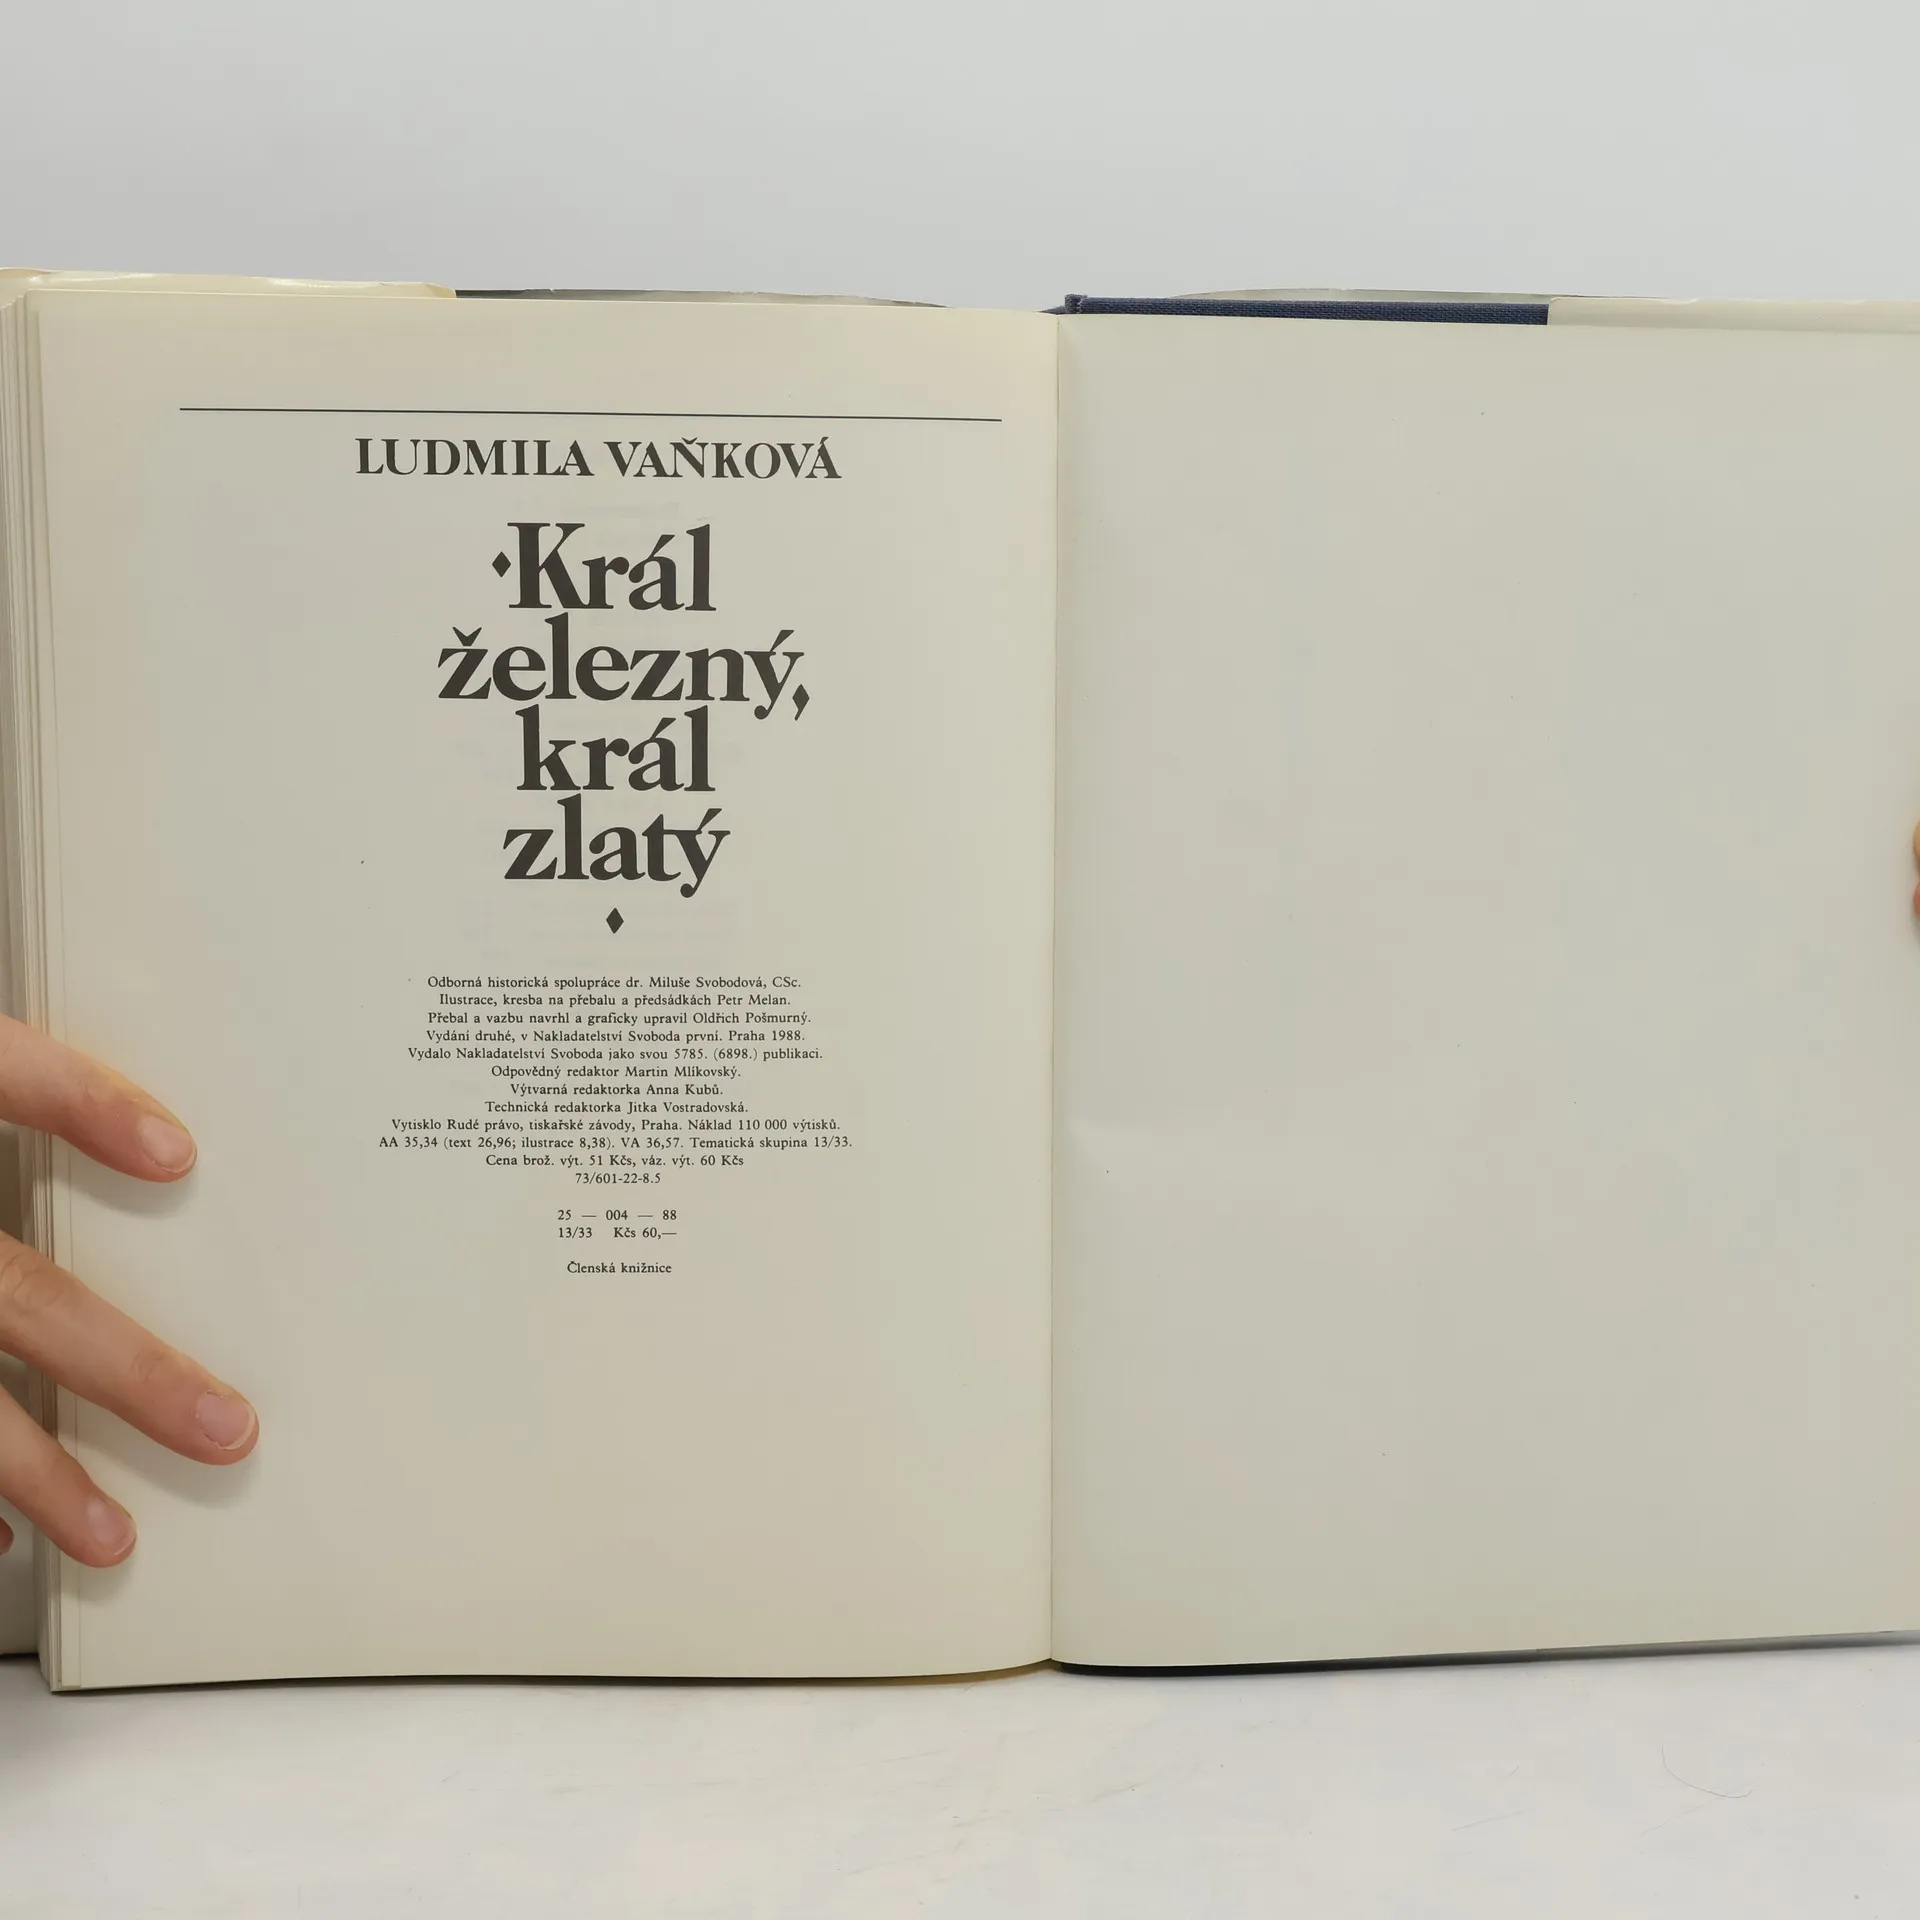 LUDMILA VAŇKOVÁ
Král
železný,
král
zlatý
Odborná historická spolupráce dr. Miluše Svobodová, CSc.
Ilustrace, kresba na přebalu a předsádkách Petr Melan.
Přebal a vazbu navrhl a graficky upravil Oldřich Pošmurný.
Vydání druhé, v Nakladatelství Svoboda první. Praha 1988.
Vydalo Nakladatelství Svoboda jako svou 5785. (6898.) publikaci.
Odpovědný redaktor Martin Mlíkovský.
Výtvarná redaktorka Anna Kubů.
Technická redaktorka Jitka Vostradovská.
Vytisklo Rudé právo, tiskařské závody, Praha. Náklad 110 000 výtisků.
AA 35,34 (text 26,96; ilustrace 8,38). VA 36,57. Tematická skupina 13/33.
Cena brož. výt. 51 Kčs, váz. výt. 60 Kčs
73/601-22-8.5
25 — 004 — 88
13/33 Kčs 60,—
Členská knižnice